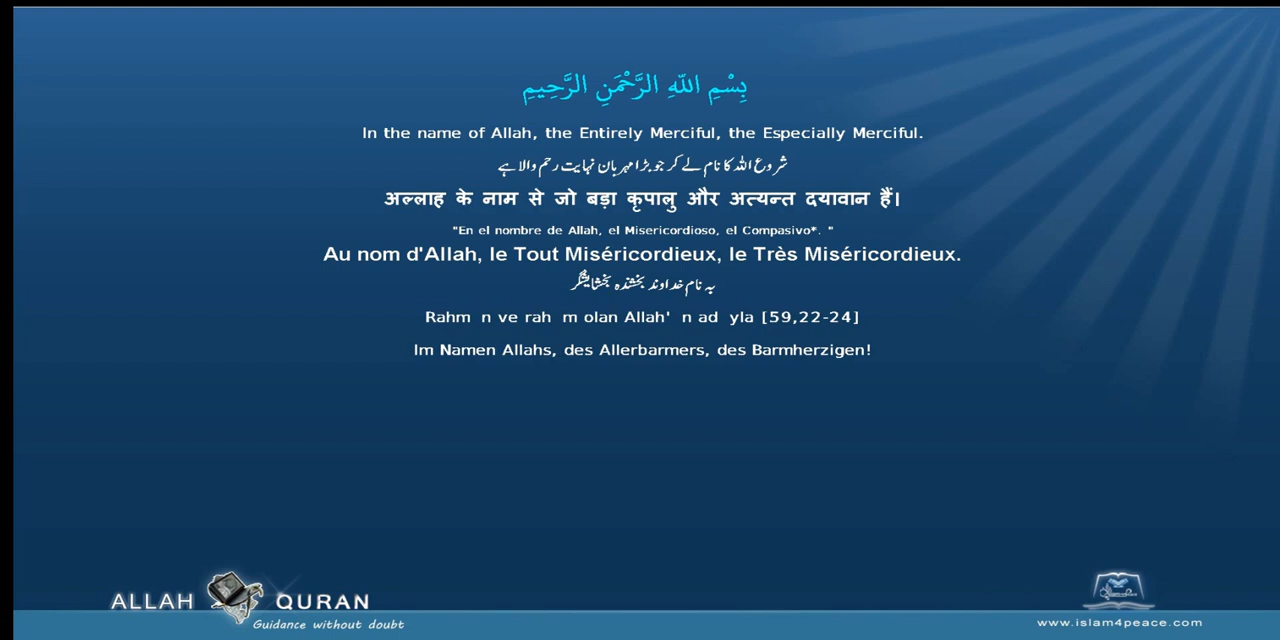 بِسْمِ اللّٰهِ الرَّحْمَنِ الرَّحِيمِ
In the name of Allah, the Entirely Merciful, the Especially Merciful.
شروع اللہ کا نام لے کر جو بڑا مہربان نہایت رحم والا ہے
अल्लाह के नाम से जो बड़ा कृपालु और अत्यन्त दयावान हैं।
"En el nombre de Allah, el Misericordioso, el Compasivo*. "
Au nom d'Allah, le Tout Miséricordieux, le Très Miséricordieux.
به نام خداوند بخشنده بخشایشگر
Rahm n ve rah m olan Allah' n ad yla [59,22-24]
Im Namen Allahs, des Allerbarmers, des Barmherzigen!
ALLAH QURAN
Guidance without doubt
www.islam4peace.com